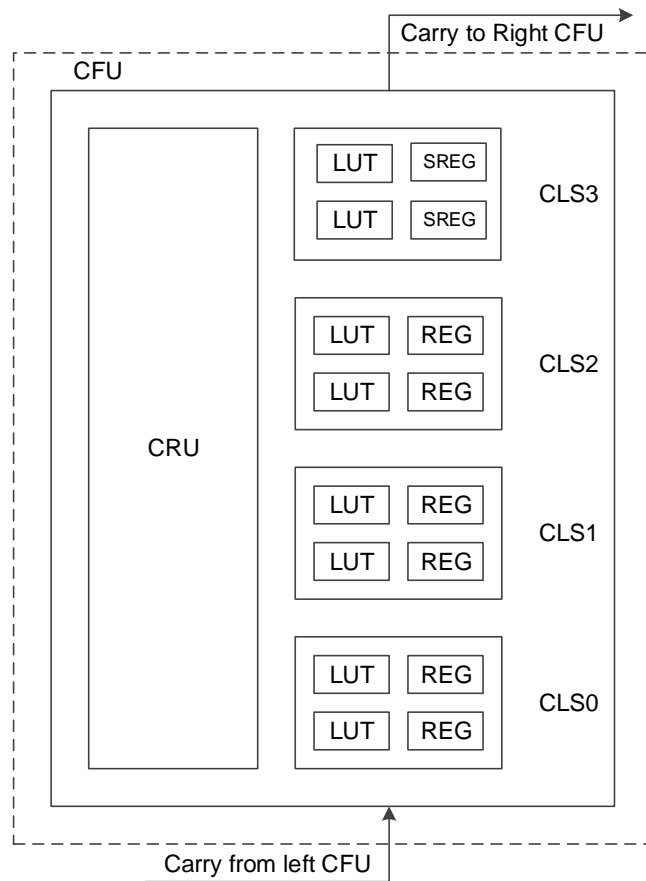 Carry to Right CFU
CFU
LUT SREG
LUT SREG
CLS3
LUT REG
LUT REG
CLS2
CRU
LUT REG
LUT REG
CLS1
LUT REG
LUT REG
CLS0
Carry from left CFU